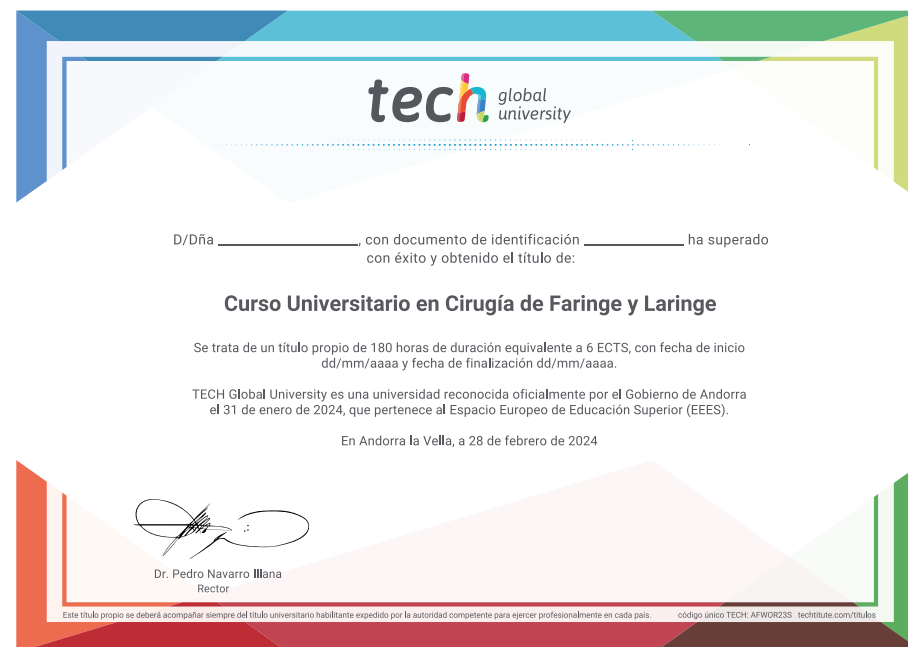 tech global university
D/Dña ______________, con documento de identificación __________ ha superado
con éxito y obtenido el título de:
Curso Universitario en Cirugía de Faringe y Laringe
Se trata de un título propio de 180 horas de duración equivalente a 6 ECTS, con fecha de inicio
dd/mm/aaaa y fecha de finalización dd/mm/aaaa.
TECH Global University es una universidad reconocida oficialmente por el Gobierno de Andorra
el 31 de enero de 2024, que pertenece al Espacio Europeo de Educación Superior (EEES).
En Andorra la Vella, a 28 de febrero de 2024
Dr. Pedro Navarro Illana
Rector
Este título propio se deberá acompañar siempre del título universitario habilitante expedido por la autoridad competente para ejercer profesionalmente en cada país. código único TECH: AFWOR23S techtitute.com/titulos